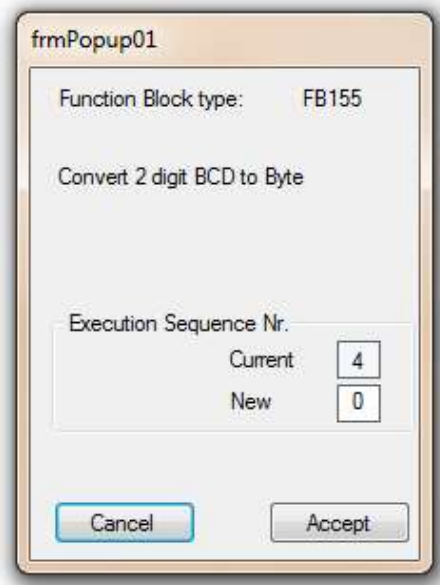 frmPopup01
Function Block type: FB155
Convert 2 digit BCD to Byte
Execution Sequence Nr.
Current 4
New 0
Cancel Accept